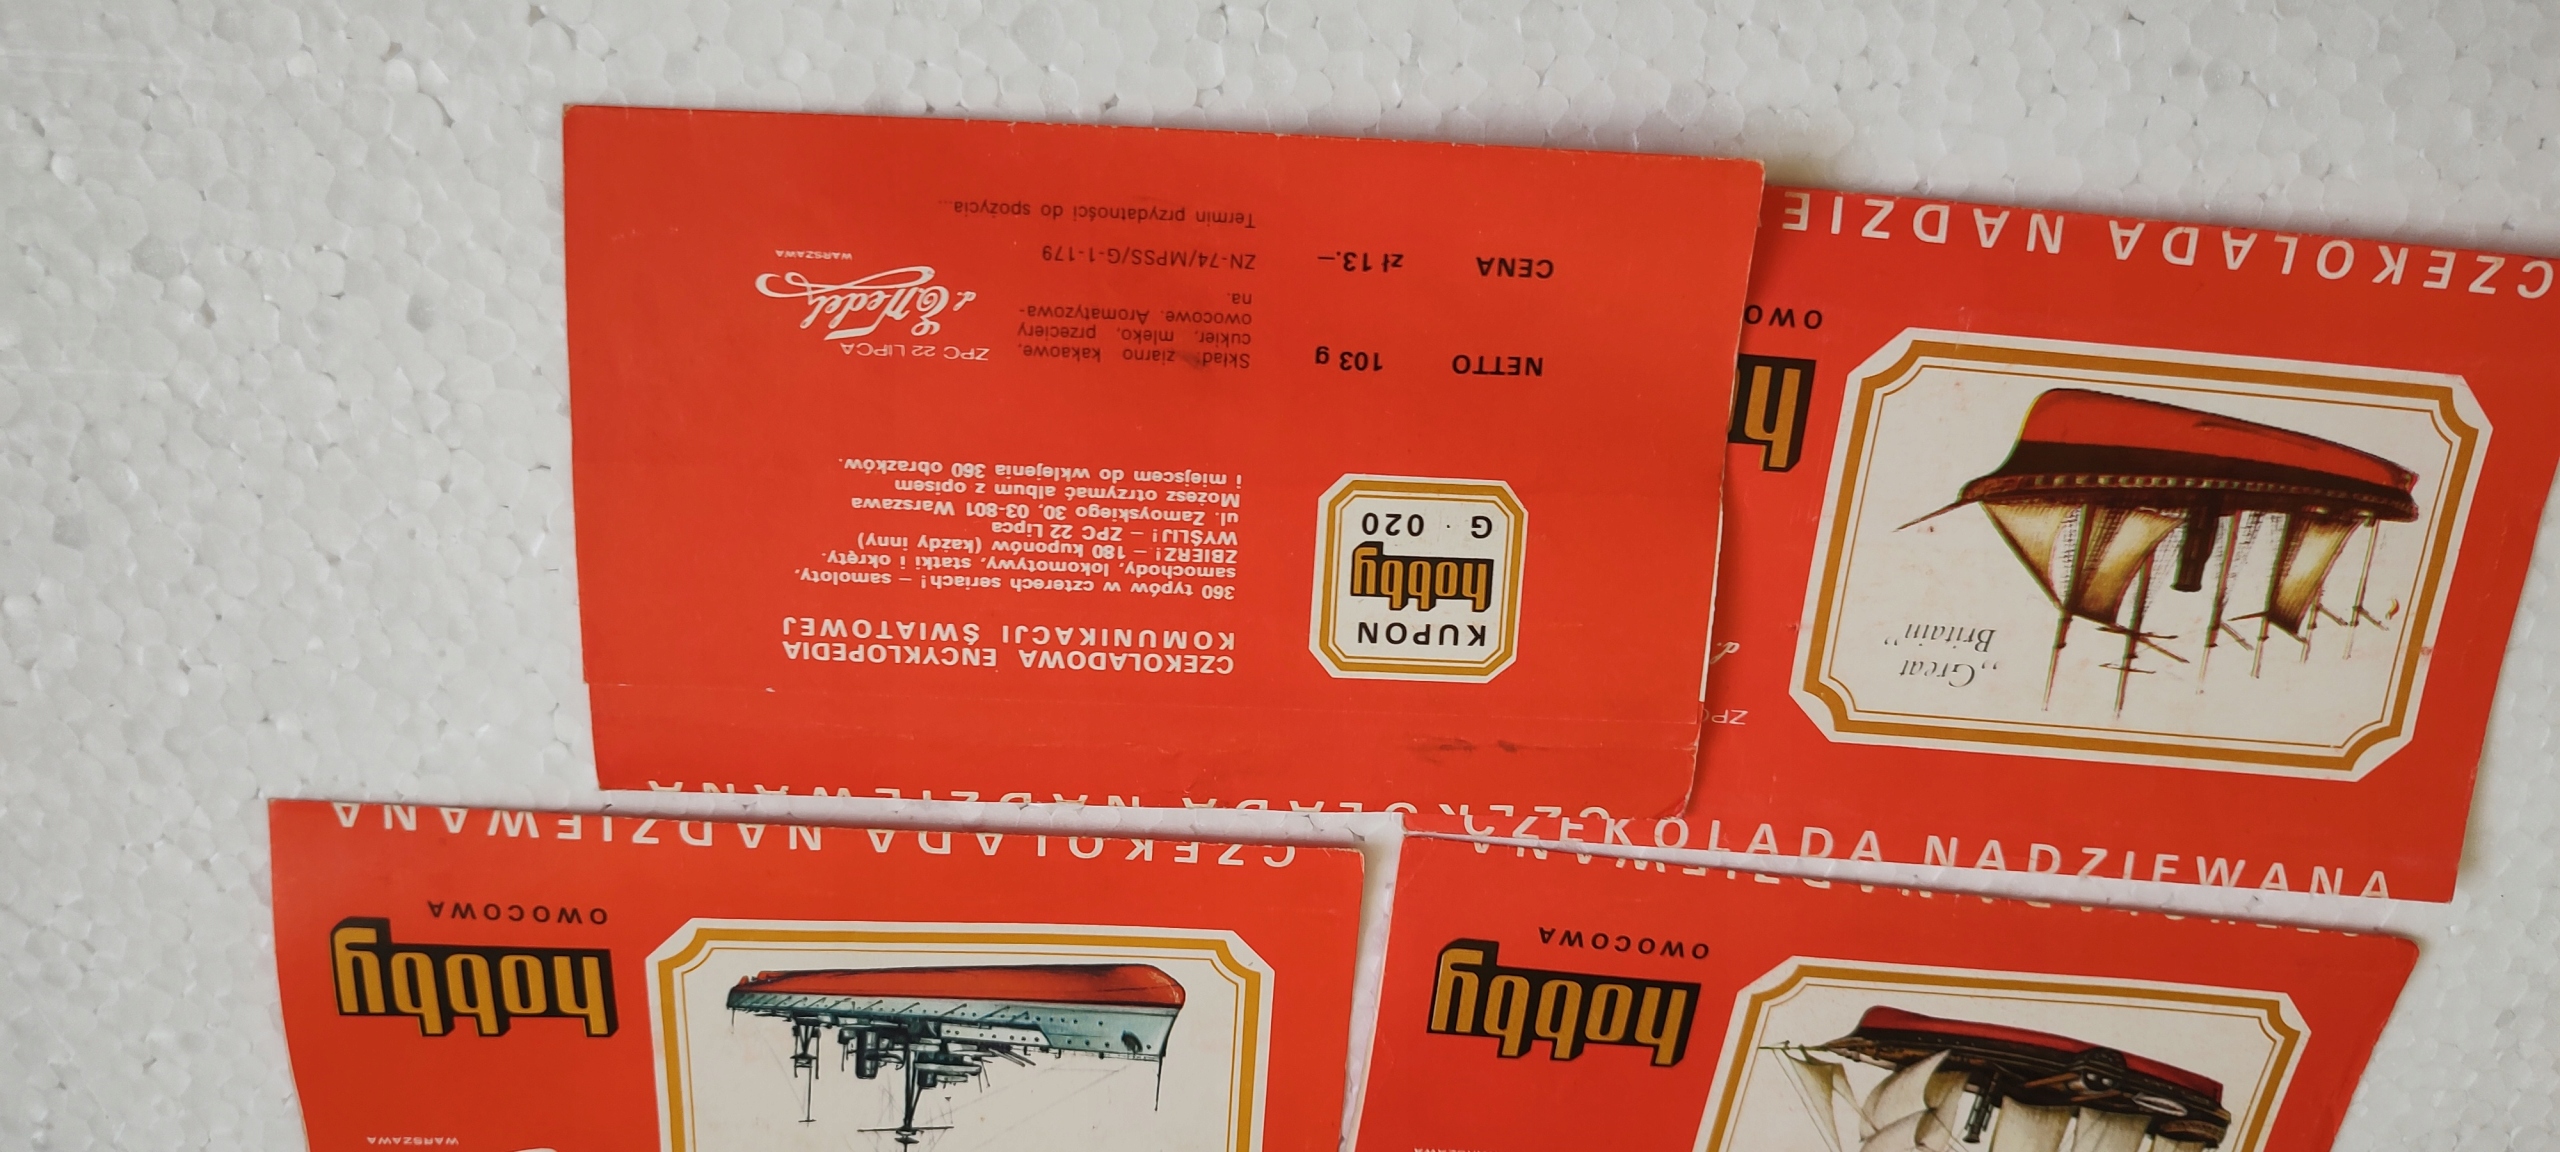 CZEKOLADOWA ENCYKLOPEDIA
KOMUNIKACJI ŚWIATOWEJ
360 typów w czterech seriach! – samoloty,
samochody, lokomotywy, statki i okręty.
ZBIERZ! – 180 kuponów (każdy inny)
WYŚLIJ! – ZPC 22 Lipca
ul. Zamoyskiego 30, 03-801 Warszawa
Możesz otrzymać album z opisem
i miejscem do wklejenia 360 obrazków.
KUPON
hobby
G · 020
NETTO 103 g
CENA zł 13.—
Skład: ziarno kakaowe,
cukier, mleko, przeciery
owocowe. Aromatyzowa-
na.
ZN-74/MPSS/G-1-179
Termin przydatności do spożycia...
ZPC 22 LIPCA
d. E. Wedel
WARSZAWA
CZEKOLADA NADZIEWANA
CZEKOLADA NADZIEWANA
„Great
Britain”
ZPC
d.
h
OWO
CZEKOLADA NADZIE
WARSZAWA
hobby
OWOCOWA
CZEKOLADA NADZIEWANA
hobby
OWOCOWA